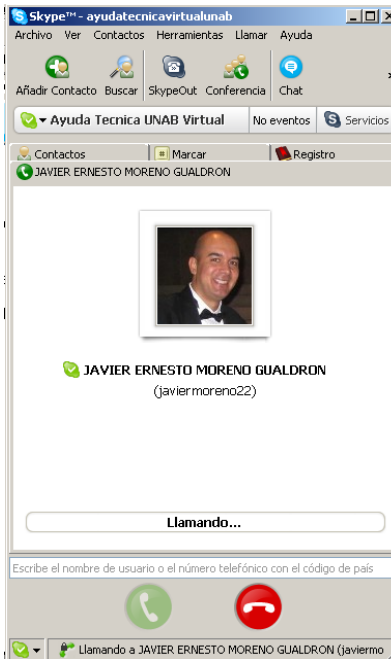 Skype™ - ayudatecnicavirtualunab
Archivo Ver Contactos Herramientas Llamar Ayuda
Añadir Contacto Buscar SkypeOut Conferencia Chat
Ayuda Tecnica UNAB Virtual No eventos Servicios
Contactos Marcar Registro
JAVIER ERNESTO MORENO GUALDRON
JAVIER ERNESTO MORENO GUALDRON
(javiermoreno22)
Llamando...
Escribe el nombre de usuario o el número telefónico con el código de país
Llamando a JAVIER ERNESTO MORENO GUALDRON (javiermo